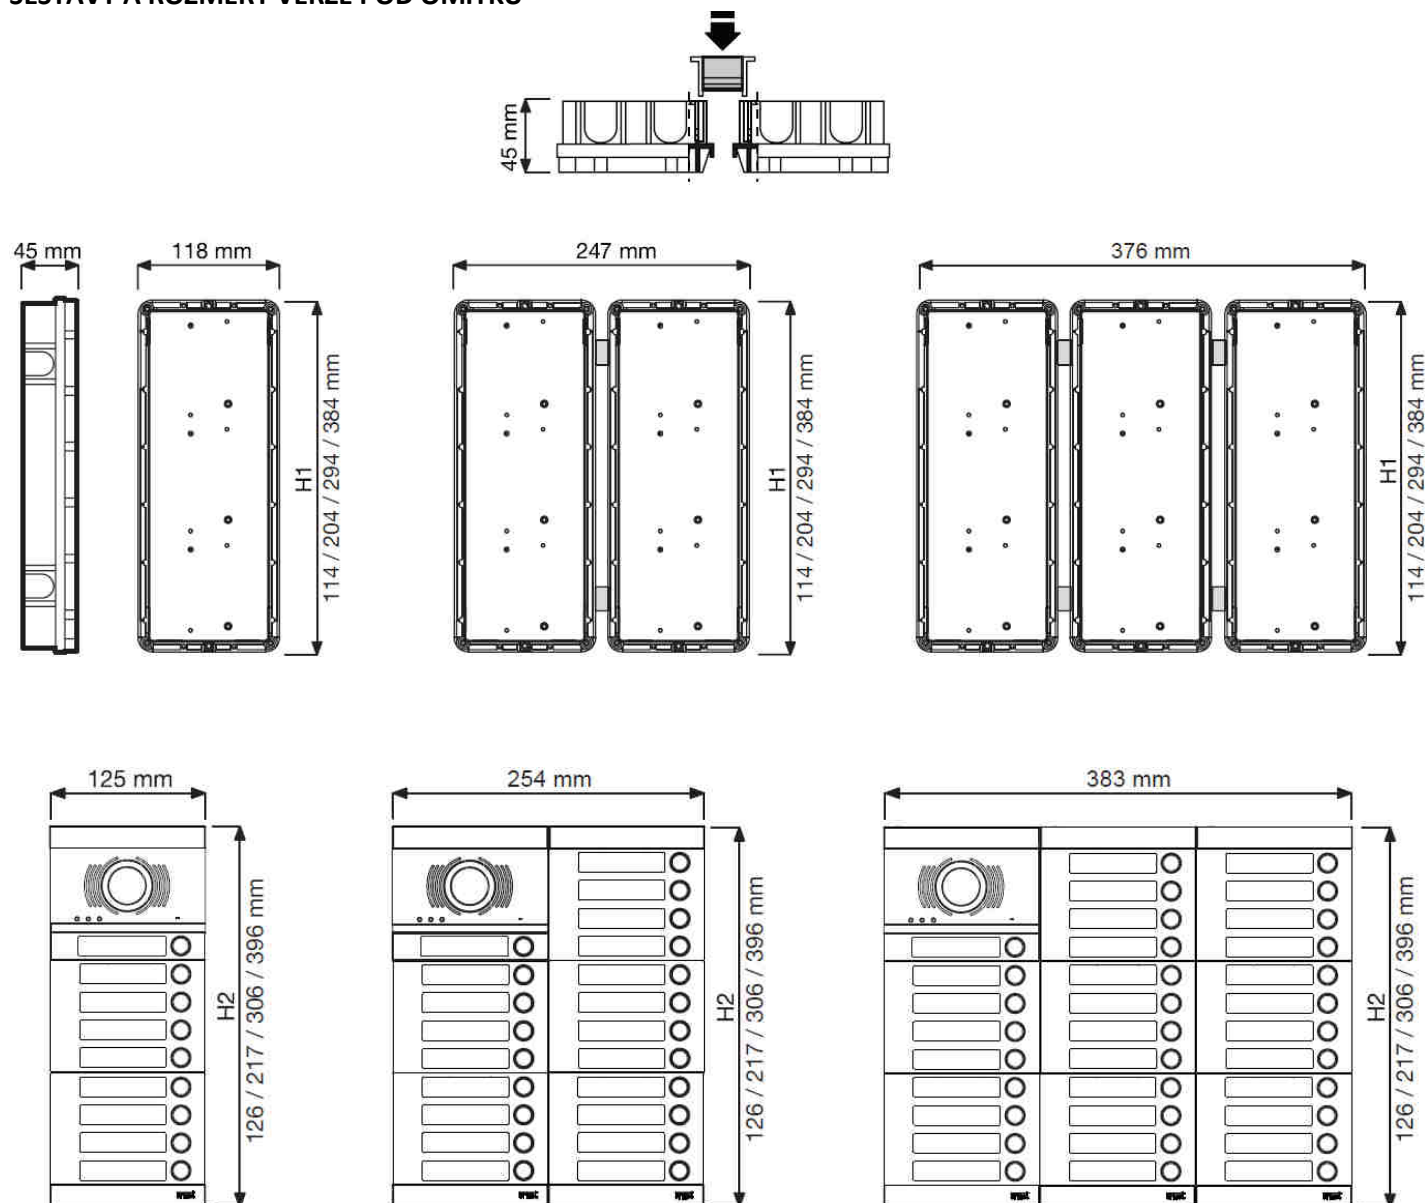 SESTAVY A ROZMĚRY VERZE POD OMÍTKU
45 mm
45 mm
118 mm
247 mm
376 mm
H1
114 / 204 / 294 / 384 mm
H1
114 / 204 / 294 / 384 mm
H1
114 / 204 / 294 / 384 mm
125 mm
254 mm
383 mm
H2
126 / 217 / 306 / 396 mm
H2
126 / 217 / 306 / 396 mm
H2
126 / 217 / 306 / 396 mm